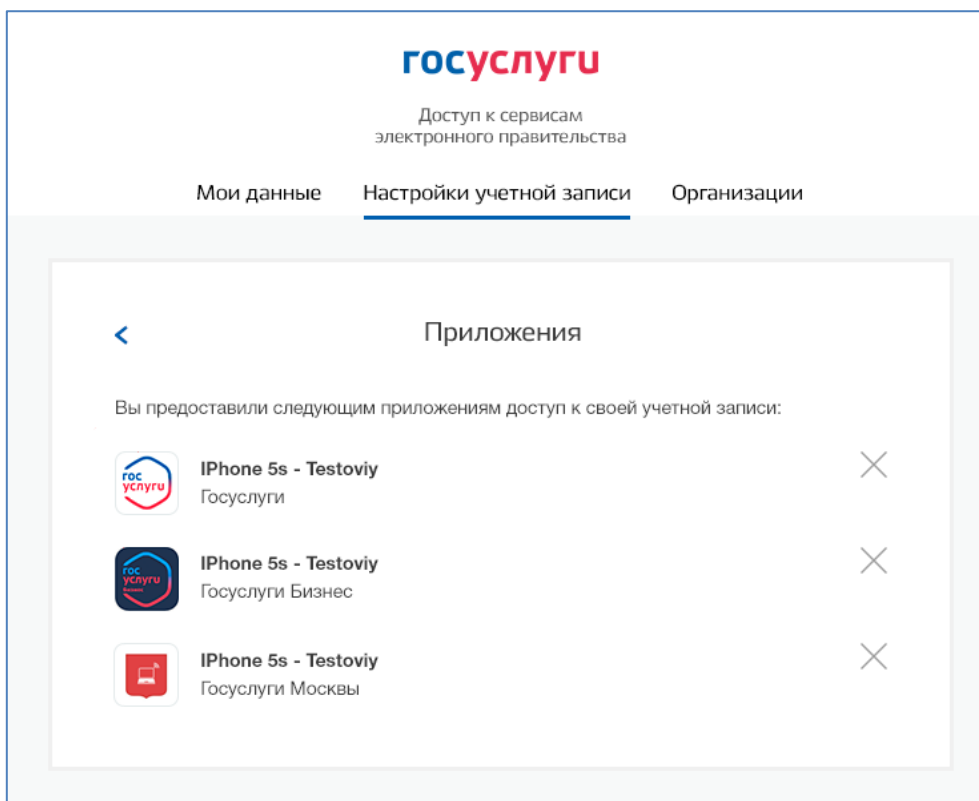 госуслуги
Доступ к сервисам
электронного правительства
Мои данные Настройки учетной записи Организации
Приложения
Вы предоставили следующим приложениям доступ к своей учетной записи:
гос
услуги
IPhone 5s - Testoviy
Госуслуги
гос
услуги
бизнес
IPhone 5s - Testoviy
Госуслуги Бизнес
IPhone 5s - Testoviy
Госуслуги Москвы